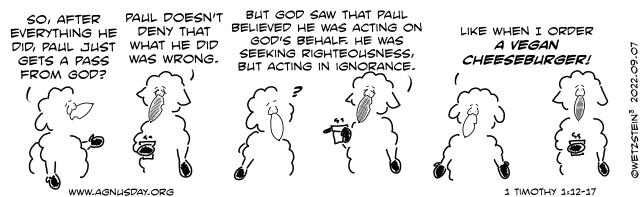 SO, AFTER
EVERYTHING HE
DID, PAUL JUST
GETS A PASS
FROM GOD?
PAUL DOESN'T
DENY THAT
WHAT HE DID
WAS WRONG.
BUT GOD SAW THAT PAUL
BELIEVED HE WAS ACTING ON
GOD'S BEHALF. HE WAS
SEEKING RIGHTEOUSNESS,
BUT ACTING IN IGNORANCE.
?
LIKE WHEN I ORDER
A VEGAN
CHEESEBURGER!
©WETZSTEIN³ 2022.09.07
WWW.AGNUSDAY.ORG
1 TIMOTHY 1:12-17